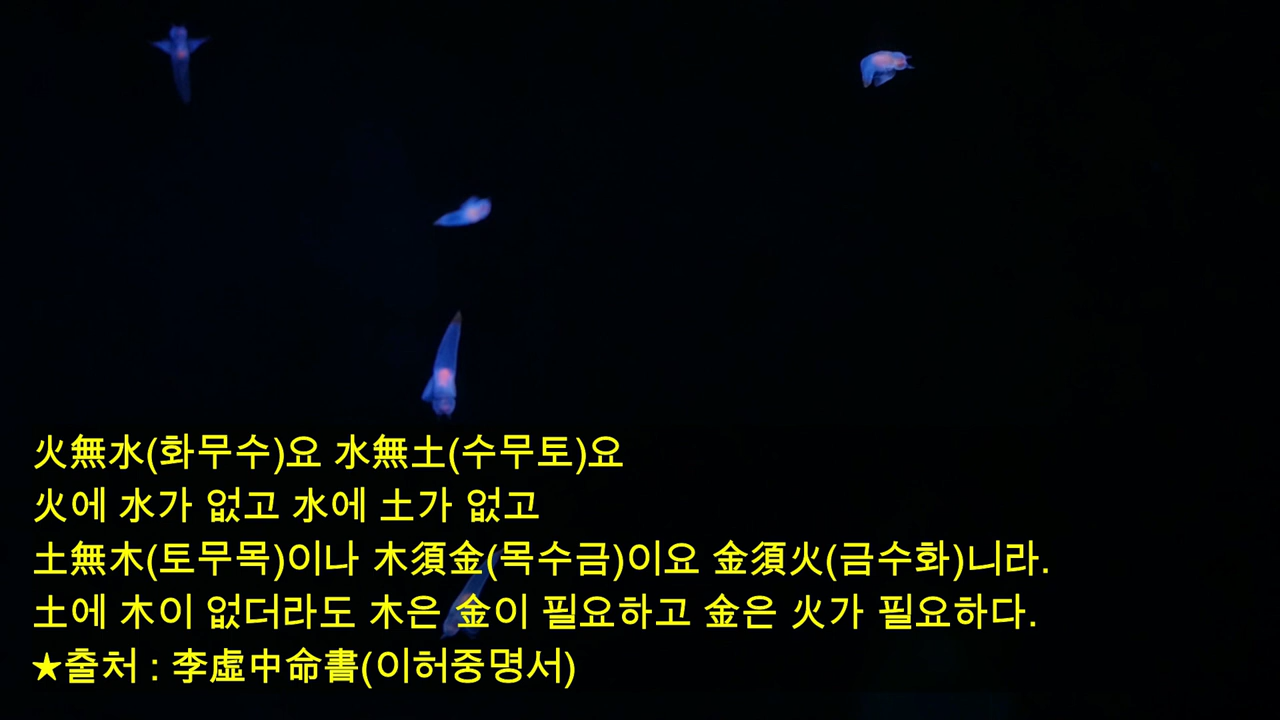 火無水(화무수)요 水無土(수무토)요
火에 水가 없고 水에 土가 없고
土無木(토무목)이나 木須金(목수금)이요 金須火(금수화)니라.
土에 木이 없더라도 木은 金이 필요하고 金은 火가 필요하다.
★출처 : 李虛中命書(이허중명서)